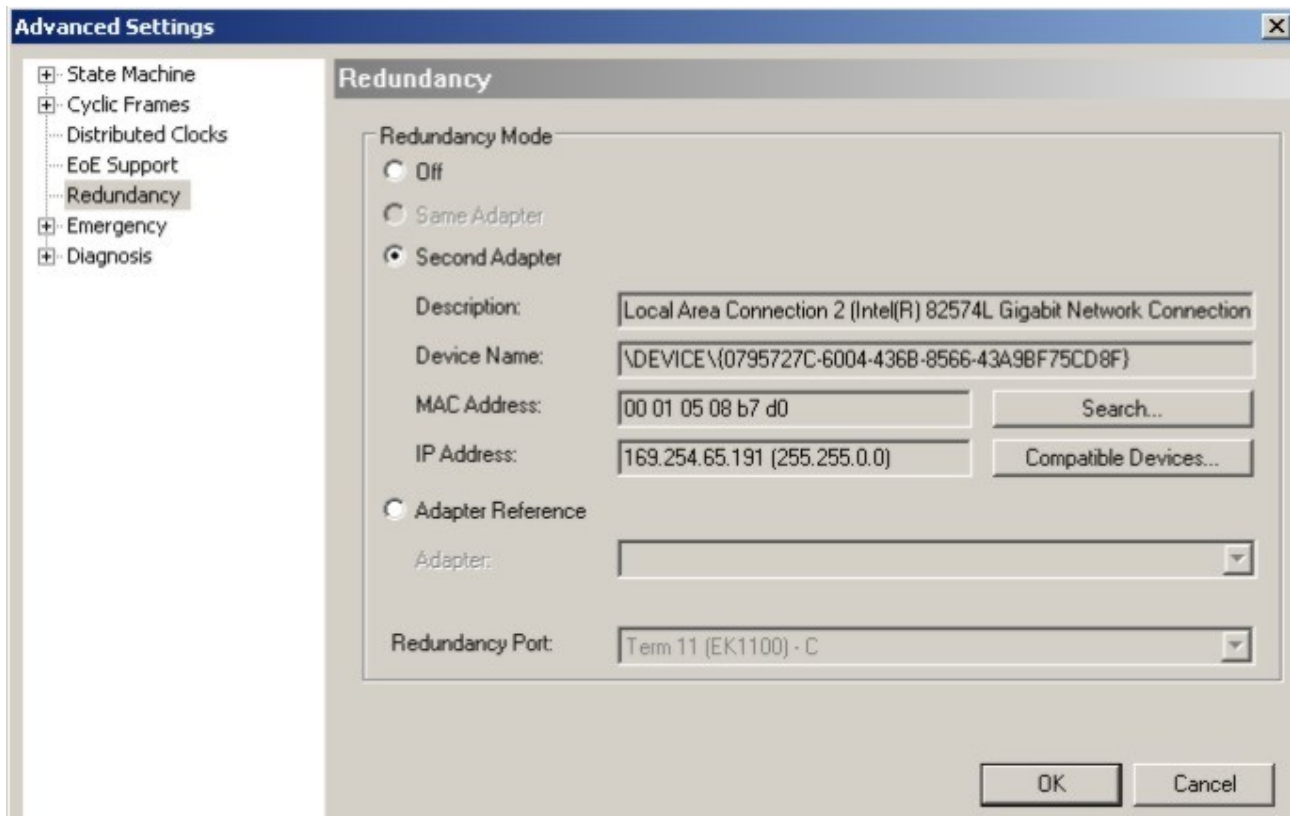 Advanced Settings
State Machine
Cyclic Frames
Distributed Clocks
EoE Support
Redundancy
Emergency
Diagnosis
Redundancy
Redundancy Mode
Off
Same Adapter
Second Adapter
Description: Local Area Connection 2 (Intel(R) 82574L Gigabit Network Connection
Device Name: \DEVICE\{0795727C-6004-436B-8566-43A9BF75CD8F}
MAC Address: 00 01 05 08 b7 d0 Search...
IP Address: 169.254.65.191 (255.255.0.0) Compatible Devices...
Adapter Reference
Adapter:
Redundancy Port: Term 11 (EK1100) - C
OK Cancel